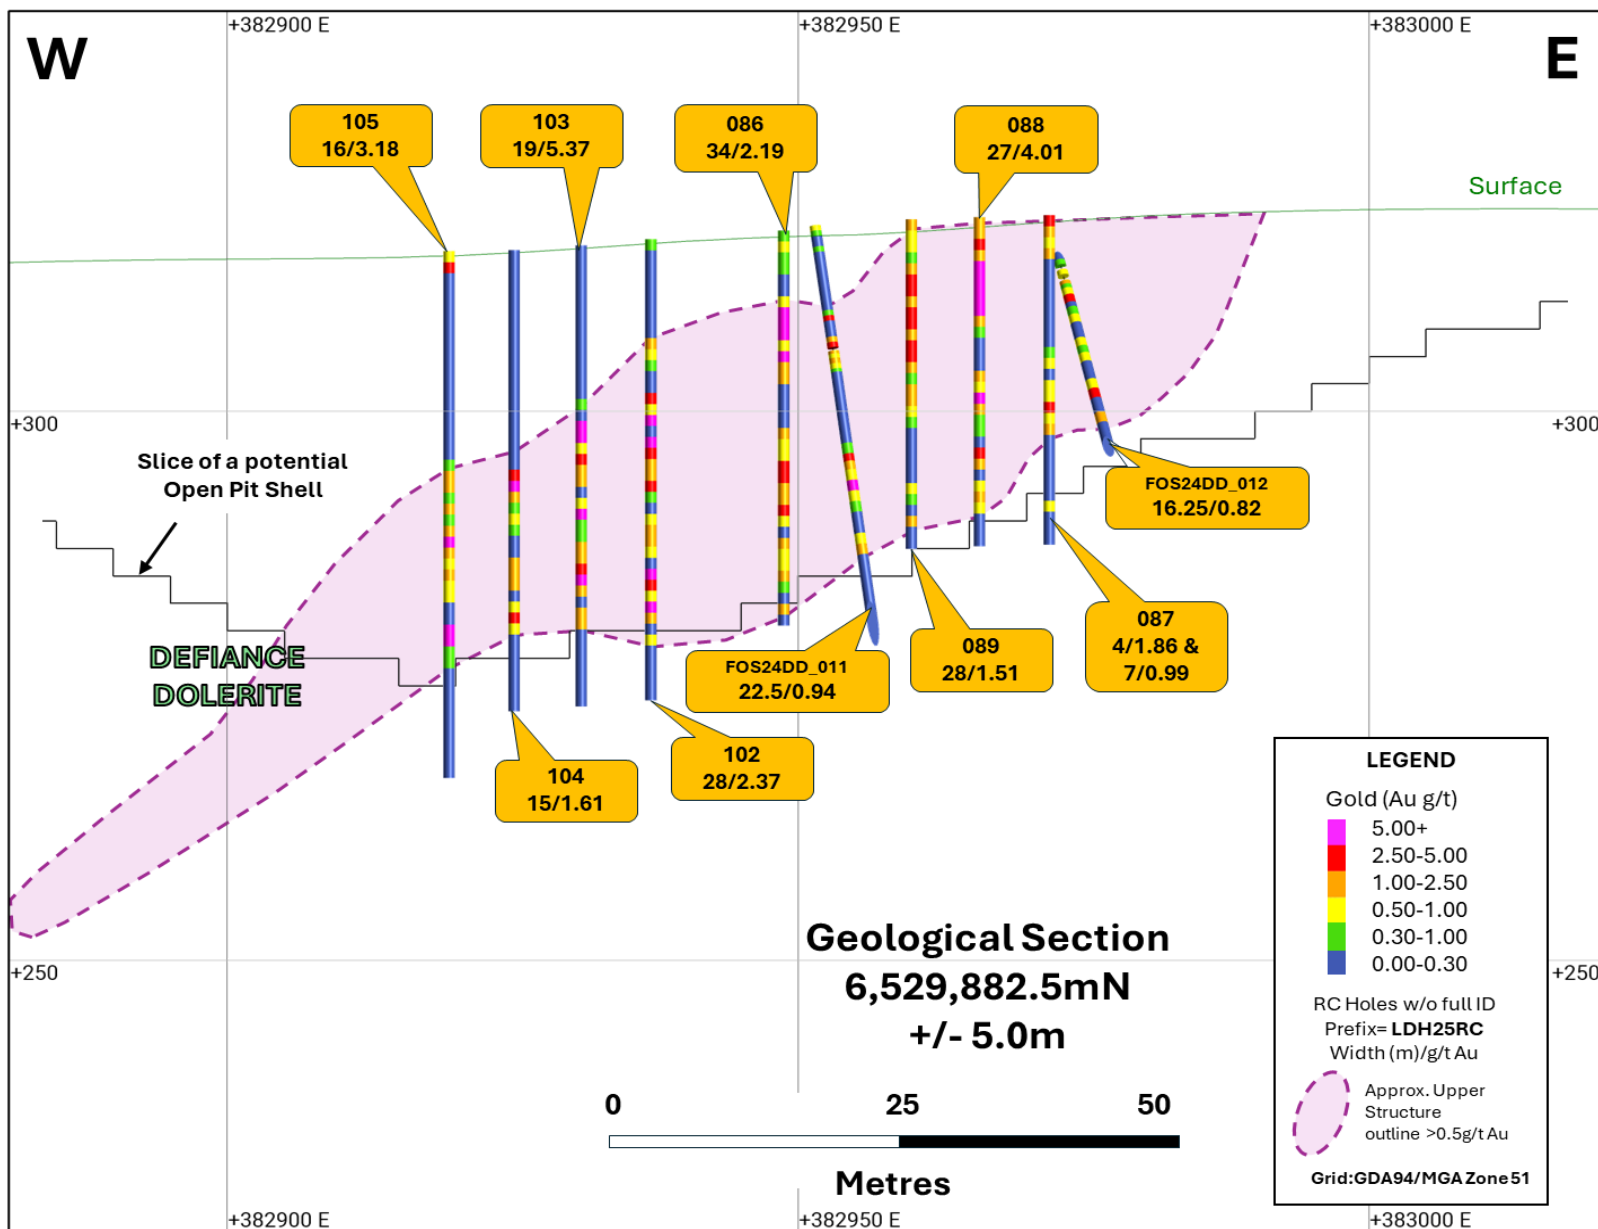 +382900 E
+382950 E
+383000 E
W
E
105
16/3.18
103
19/5.37
086
34/2.19
088
27/4.01
Surface
+300
+300
Slice of a potential
Open Pit Shell
FOS24DD_012
16.25/0.82
DEFIANCE
DOLERITE
FOS24DD_011
22.5/0.94
089
28/1.51
087
4/1.86 &
7/0.99
104
15/1.61
102
28/2.37
LEGEND
Gold (Au g/t)
5.00+
2.50-5.00
1.00-2.50
0.50-1.00
0.30-1.00
0.00-0.30
RC Holes w/o full ID
Prefix= LDH25RC
Width (m)/g/t Au
Approx. Upper
Structure
outline >0.5g/t Au
Grid:GDA94/MGA Zone 51
Geological Section
6,529,882.5mN
+/- 5.0m
+250
+250
0
25
50
Metres
+382900 E
+382950 E
+383000 E